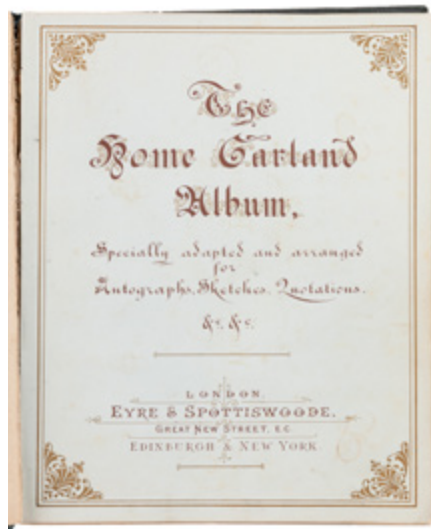 The
Home Garland
Album,
Specially adapted and arranged
for
Autographs, Sketches, Quotations.
&c. &c.
LONDON.
EYRE & SPOTTISWOODE.
GREAT NEW STREET, E.C.
EDINBURGH & NEW YORK.